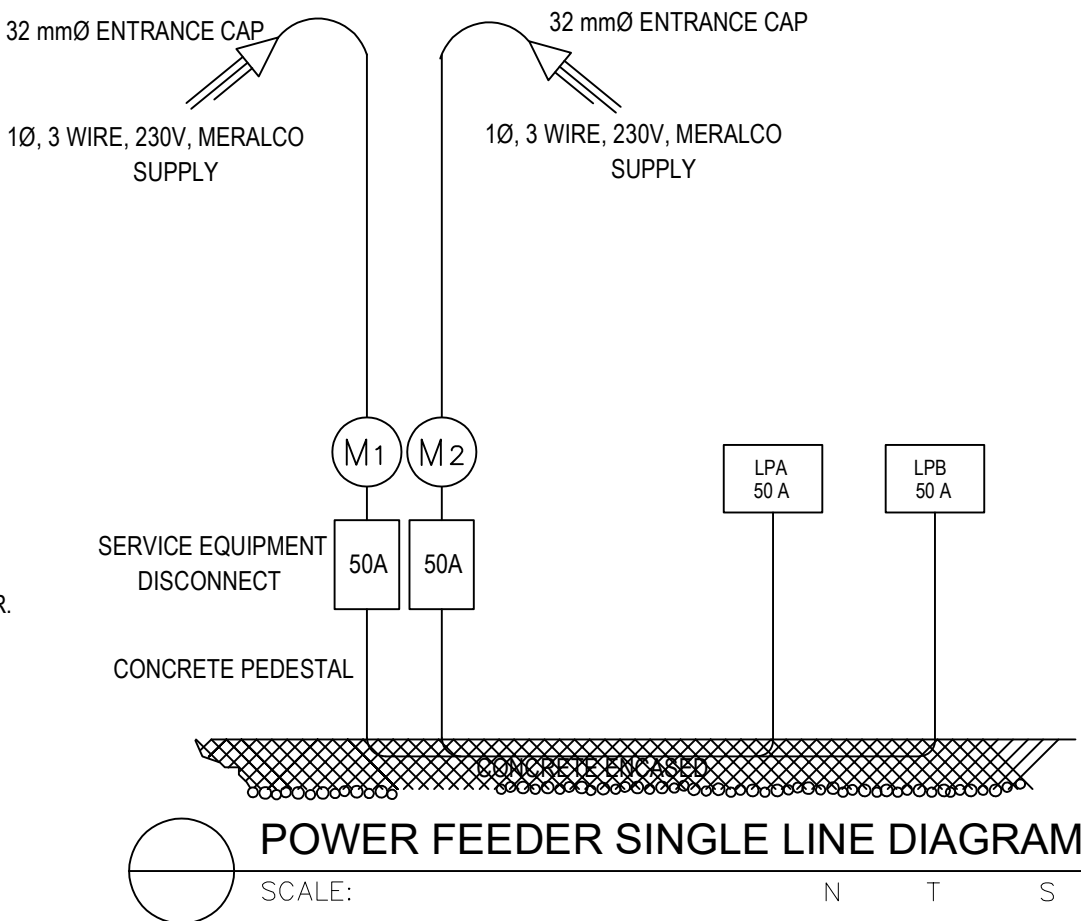 32 mmØ ENTRANCE CAP
32 mmØ ENTRANCE CAP
1Ø, 3 WIRE, 230V, MERALCO
SUPPLY
1Ø, 3 WIRE, 230V, MERALCO
SUPPLY
M1
M2
LPA
50 A
LPB
50 A
SERVICE EQUIPMENT
DISCONNECT
50A
50A
R.
CONCRETE PEDESTAL
CONCRETE ENCASED
POWER FEEDER SINGLE LINE DIAGRAM
SCALE: N T S